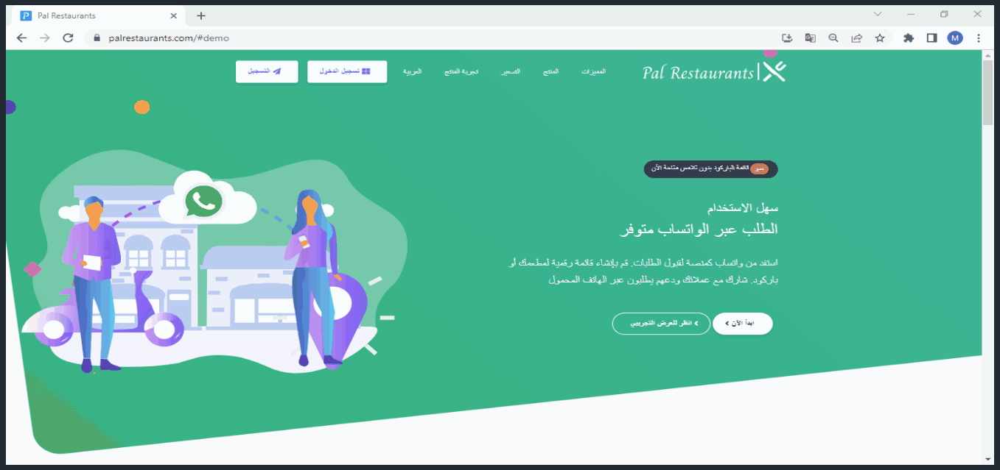 Pal Restaurants
palrestaurants.com/#demo
M
Pal Restaurants
المميزات
المنتج
التسعير
تجربة المنتج
العربية
تسجيل الدخول
التسجيل
قائمة الباركود بدون تلامس متاحة الآن
سهل الاستخدام
الطلب عبر الواتساب متوفر
استفد من واتساب كمنصة لقبول الطلبات. قم بإنشاء قائمة رقمية لمطعمك أو
باركود. شارك مع عملائك ودعهم يطلبون عبر الهاتف المحمول
ابدأ الآن
انظر للعرض التجريبي